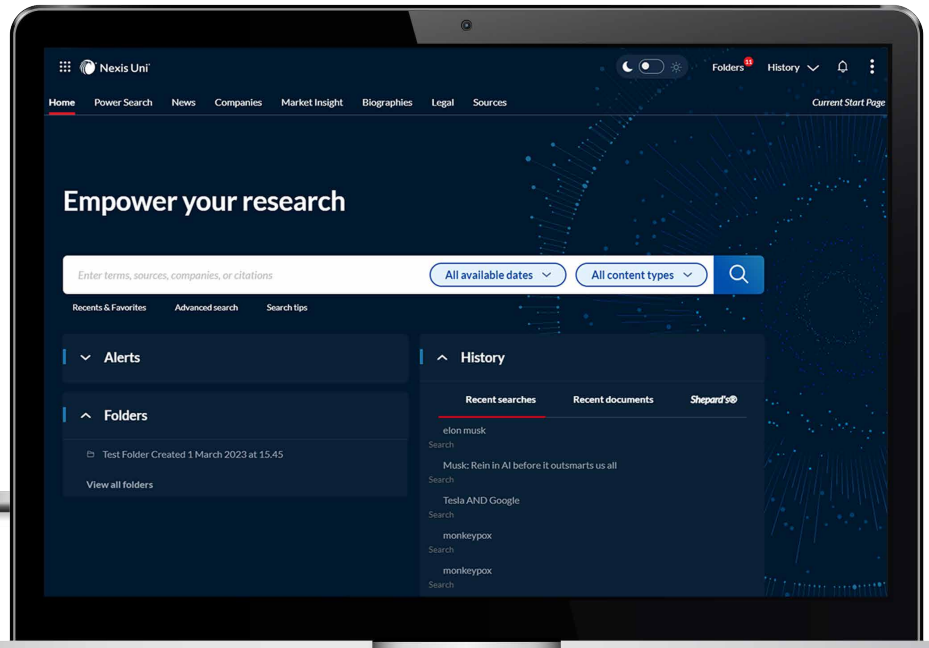 Nexis Uni
Folders 11 History
Home Power Search News Companies Market Insight Biographies Legal Sources Current Start Page
Empower your research
Enter terms, sources, companies, or citations All available dates All content types
Recents & Favorites Advanced search Search tips
Alerts
Folders
Test Folder Created 1 March 2023 at 15.45
View all folders
History
Recent searches Recent documents Shepard's®
elon musk
Search
Musk: Rein in AI before it outsmarts us all
Search
Tesla AND Google
Search
monkeypox
Search
monkeypox
Search